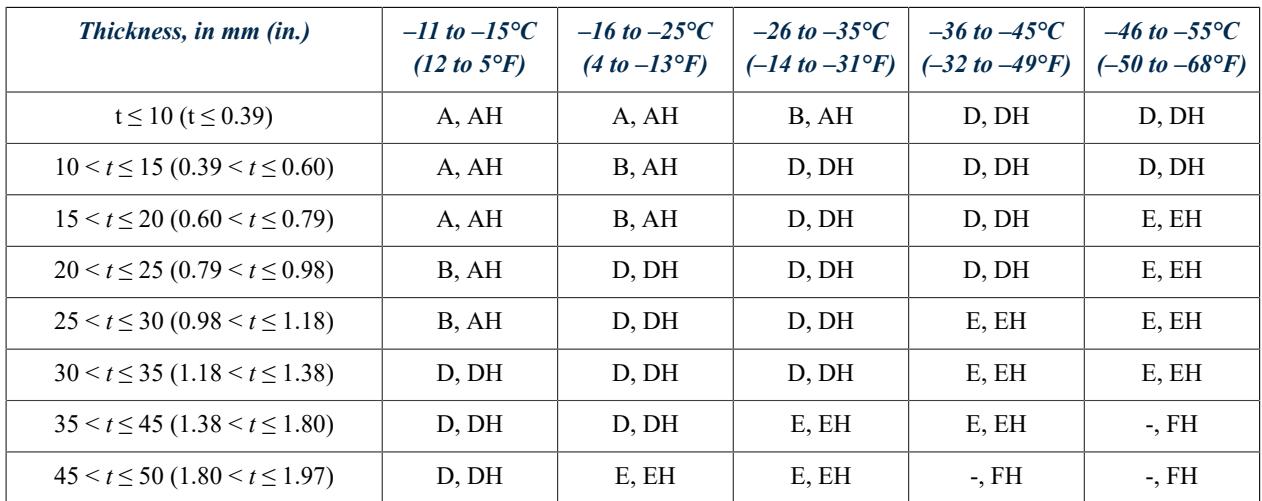 Thickness, in mm (in.) –11 to –15°C –16 to –25°C –26 to –35°C –36 to –45°C –46 to –55°C
(12 to 5°F) (4 to –13°F) (–14 to –31°F) (–32 to –49°F) (–50 to –68°F)
t ≤ 10 (t ≤ 0.39) A, AH A, AH B, AH D, DH D, DH
10 < t ≤ 15 (0.39 < t ≤ 0.60) A, AH B, AH D, DH D, DH D, DH
15 < t ≤ 20 (0.60 < t ≤ 0.79) A, AH B, AH D, DH D, DH E, EH
20 < t ≤ 25 (0.79 < t ≤ 0.98) B, AH D, DH D, DH D, DH E, EH
25 < t ≤ 30 (0.98 < t ≤ 1.18) B, AH D, DH D, DH E, EH E, EH
30 < t ≤ 35 (1.18 < t ≤ 1.38) D, DH D, DH D, DH E, EH E, EH
35 < t ≤ 45 (1.38 < t ≤ 1.80) D, DH D, DH E, EH E, EH -, FH
45 < t ≤ 50 (1.80 < t ≤ 1.97) D, DH E, EH E, EH -, FH -, FH